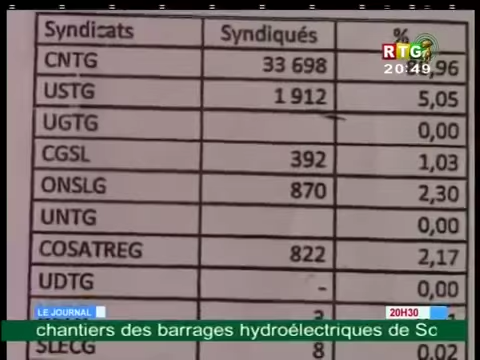 Syndicats Syndiqués %
RTG
CNTG 33 698 ,96
20:49
USTG 1 912 5,05
UGTG 0,00
CGSL 392 1,03
ONSLG 870 2,30
UNTG 0,00
COSATREG 822 2,17
UDTG - 0,00
LE JOURNAL 20H30
chantiers des barrages hydroélectriques de So
SLECG 8 0,02